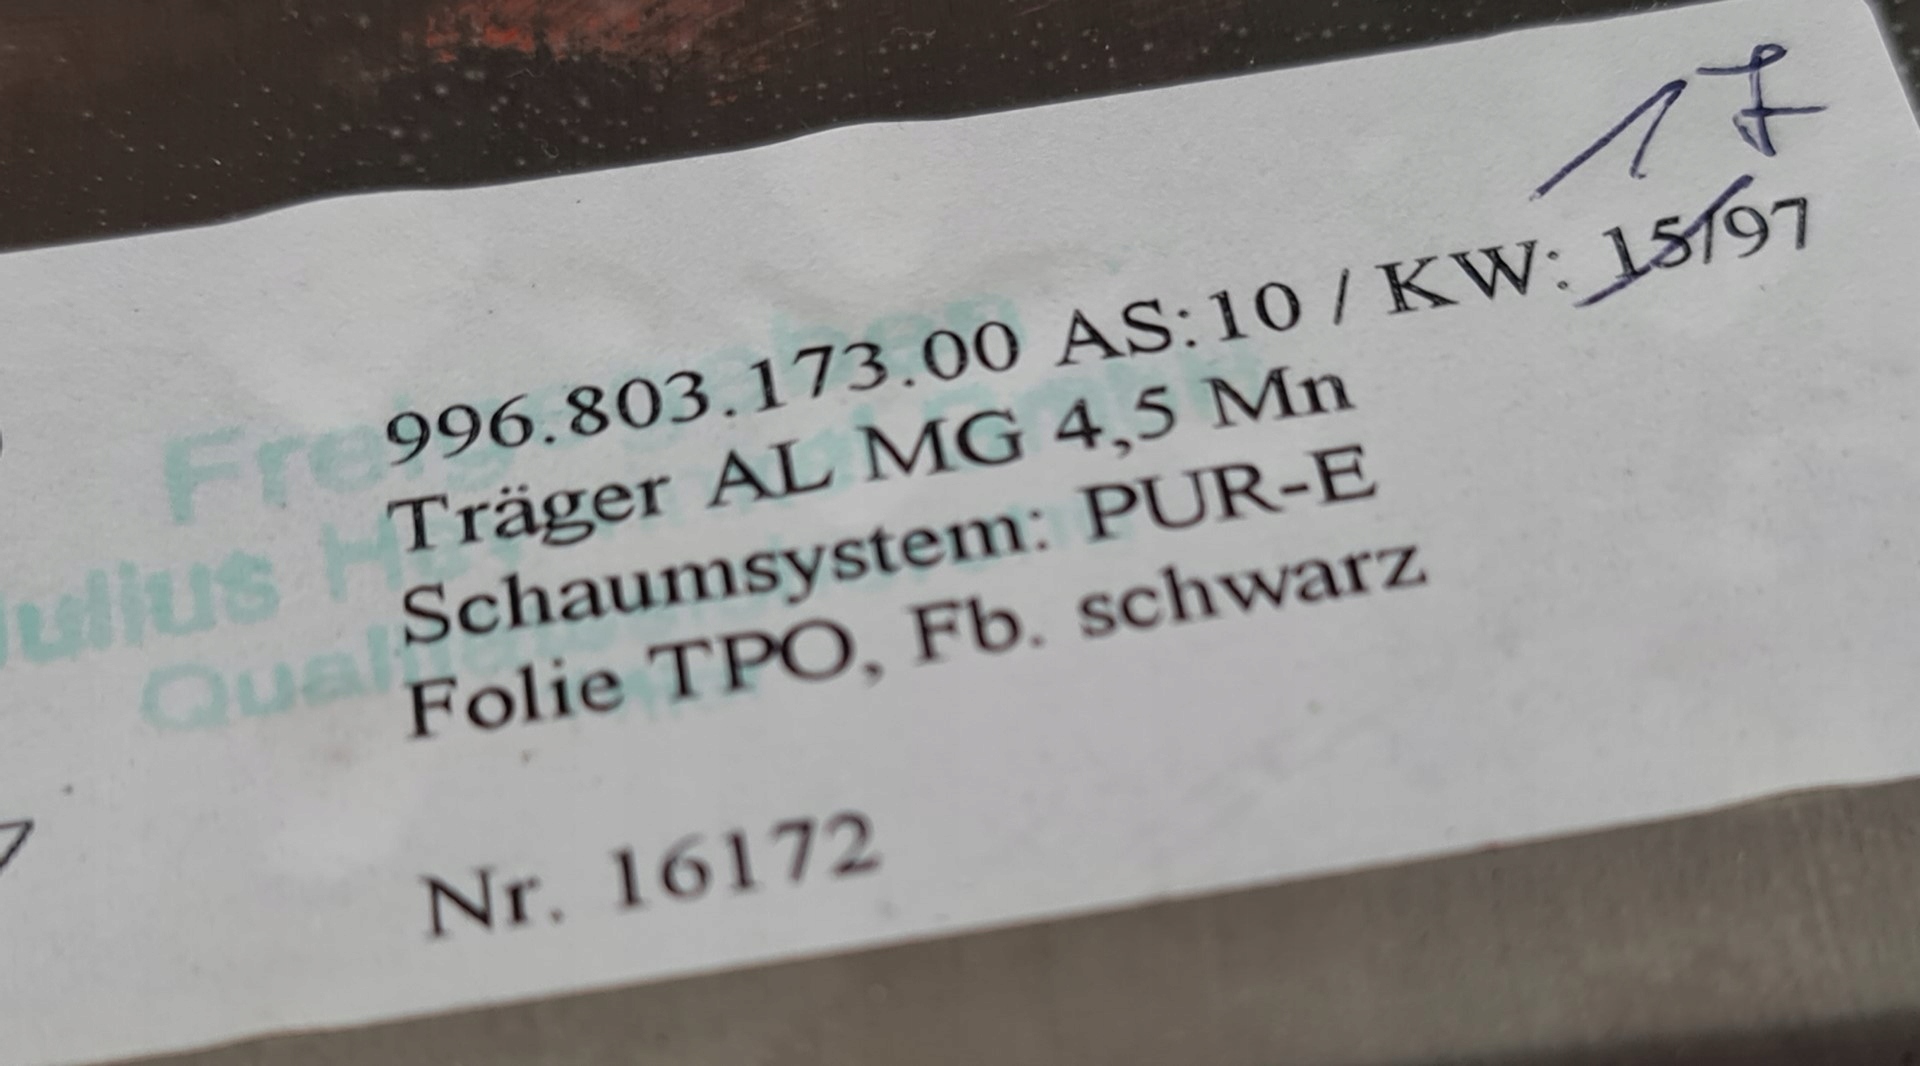 17
996.803.173.00 AS:10 / KW: 15/97
Träger AL MG 4,5 Mn
Schaumsystem: PUR-E
Folie TPO, Fb. schwarz
Nr. 16172